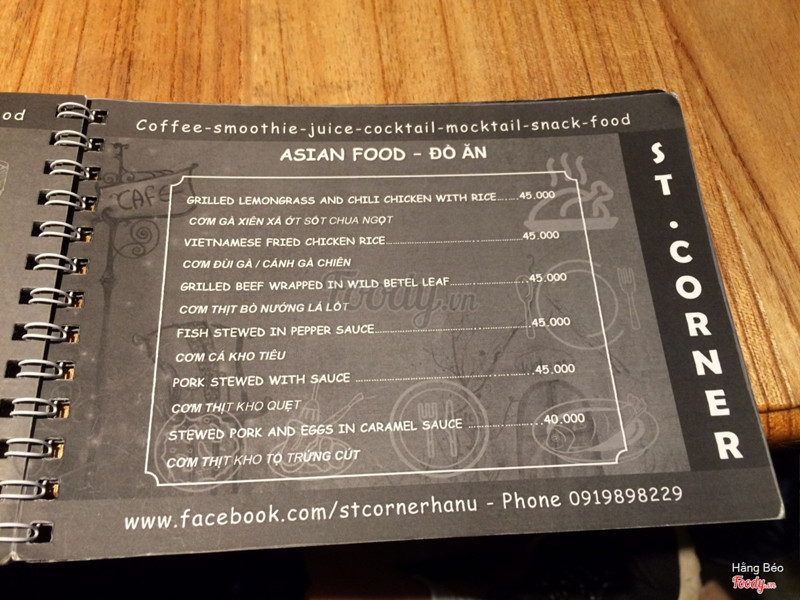 od
Coffee-smoothie-juice-cocktail-mocktail-snack-food
ASIAN FOOD - ĐỒ ĂN
CAFE
GRILLED LEMONGRASS AND CHILI CHICKEN WITH RICE.......45.000
CƠM GÀ XIÊN XẢ ỚT SỐT CHUA NGỌT
VIETNAMESE FRIED CHICKEN RICE.................................45.000
CƠM ĐÙI GÀ / CÁNH GÀ CHIÊN
GRILLED BEEF WRAPPED IN WILD BETEL LEAF...................45.000
CƠM THỊT BÒ NƯỚNG LÁ LỐT
FISH STEWED IN PEPPER SAUCE...................................45.000
CƠM CÁ KHO TIÊU
PORK STEWED WITH SAUCE ........................................45.000
CƠM THỊT KHO QUẸT
STEWED PORK AND EGGS IN CARAMEL SAUCE .................40.000
CƠM THỊT KHO TỘ TRỨNG CÚT
www.facebook.com/stcornerhanu - Phone 0919898229
ST.CORNER
Foody.vn
Hằng Béo
Foody.vn